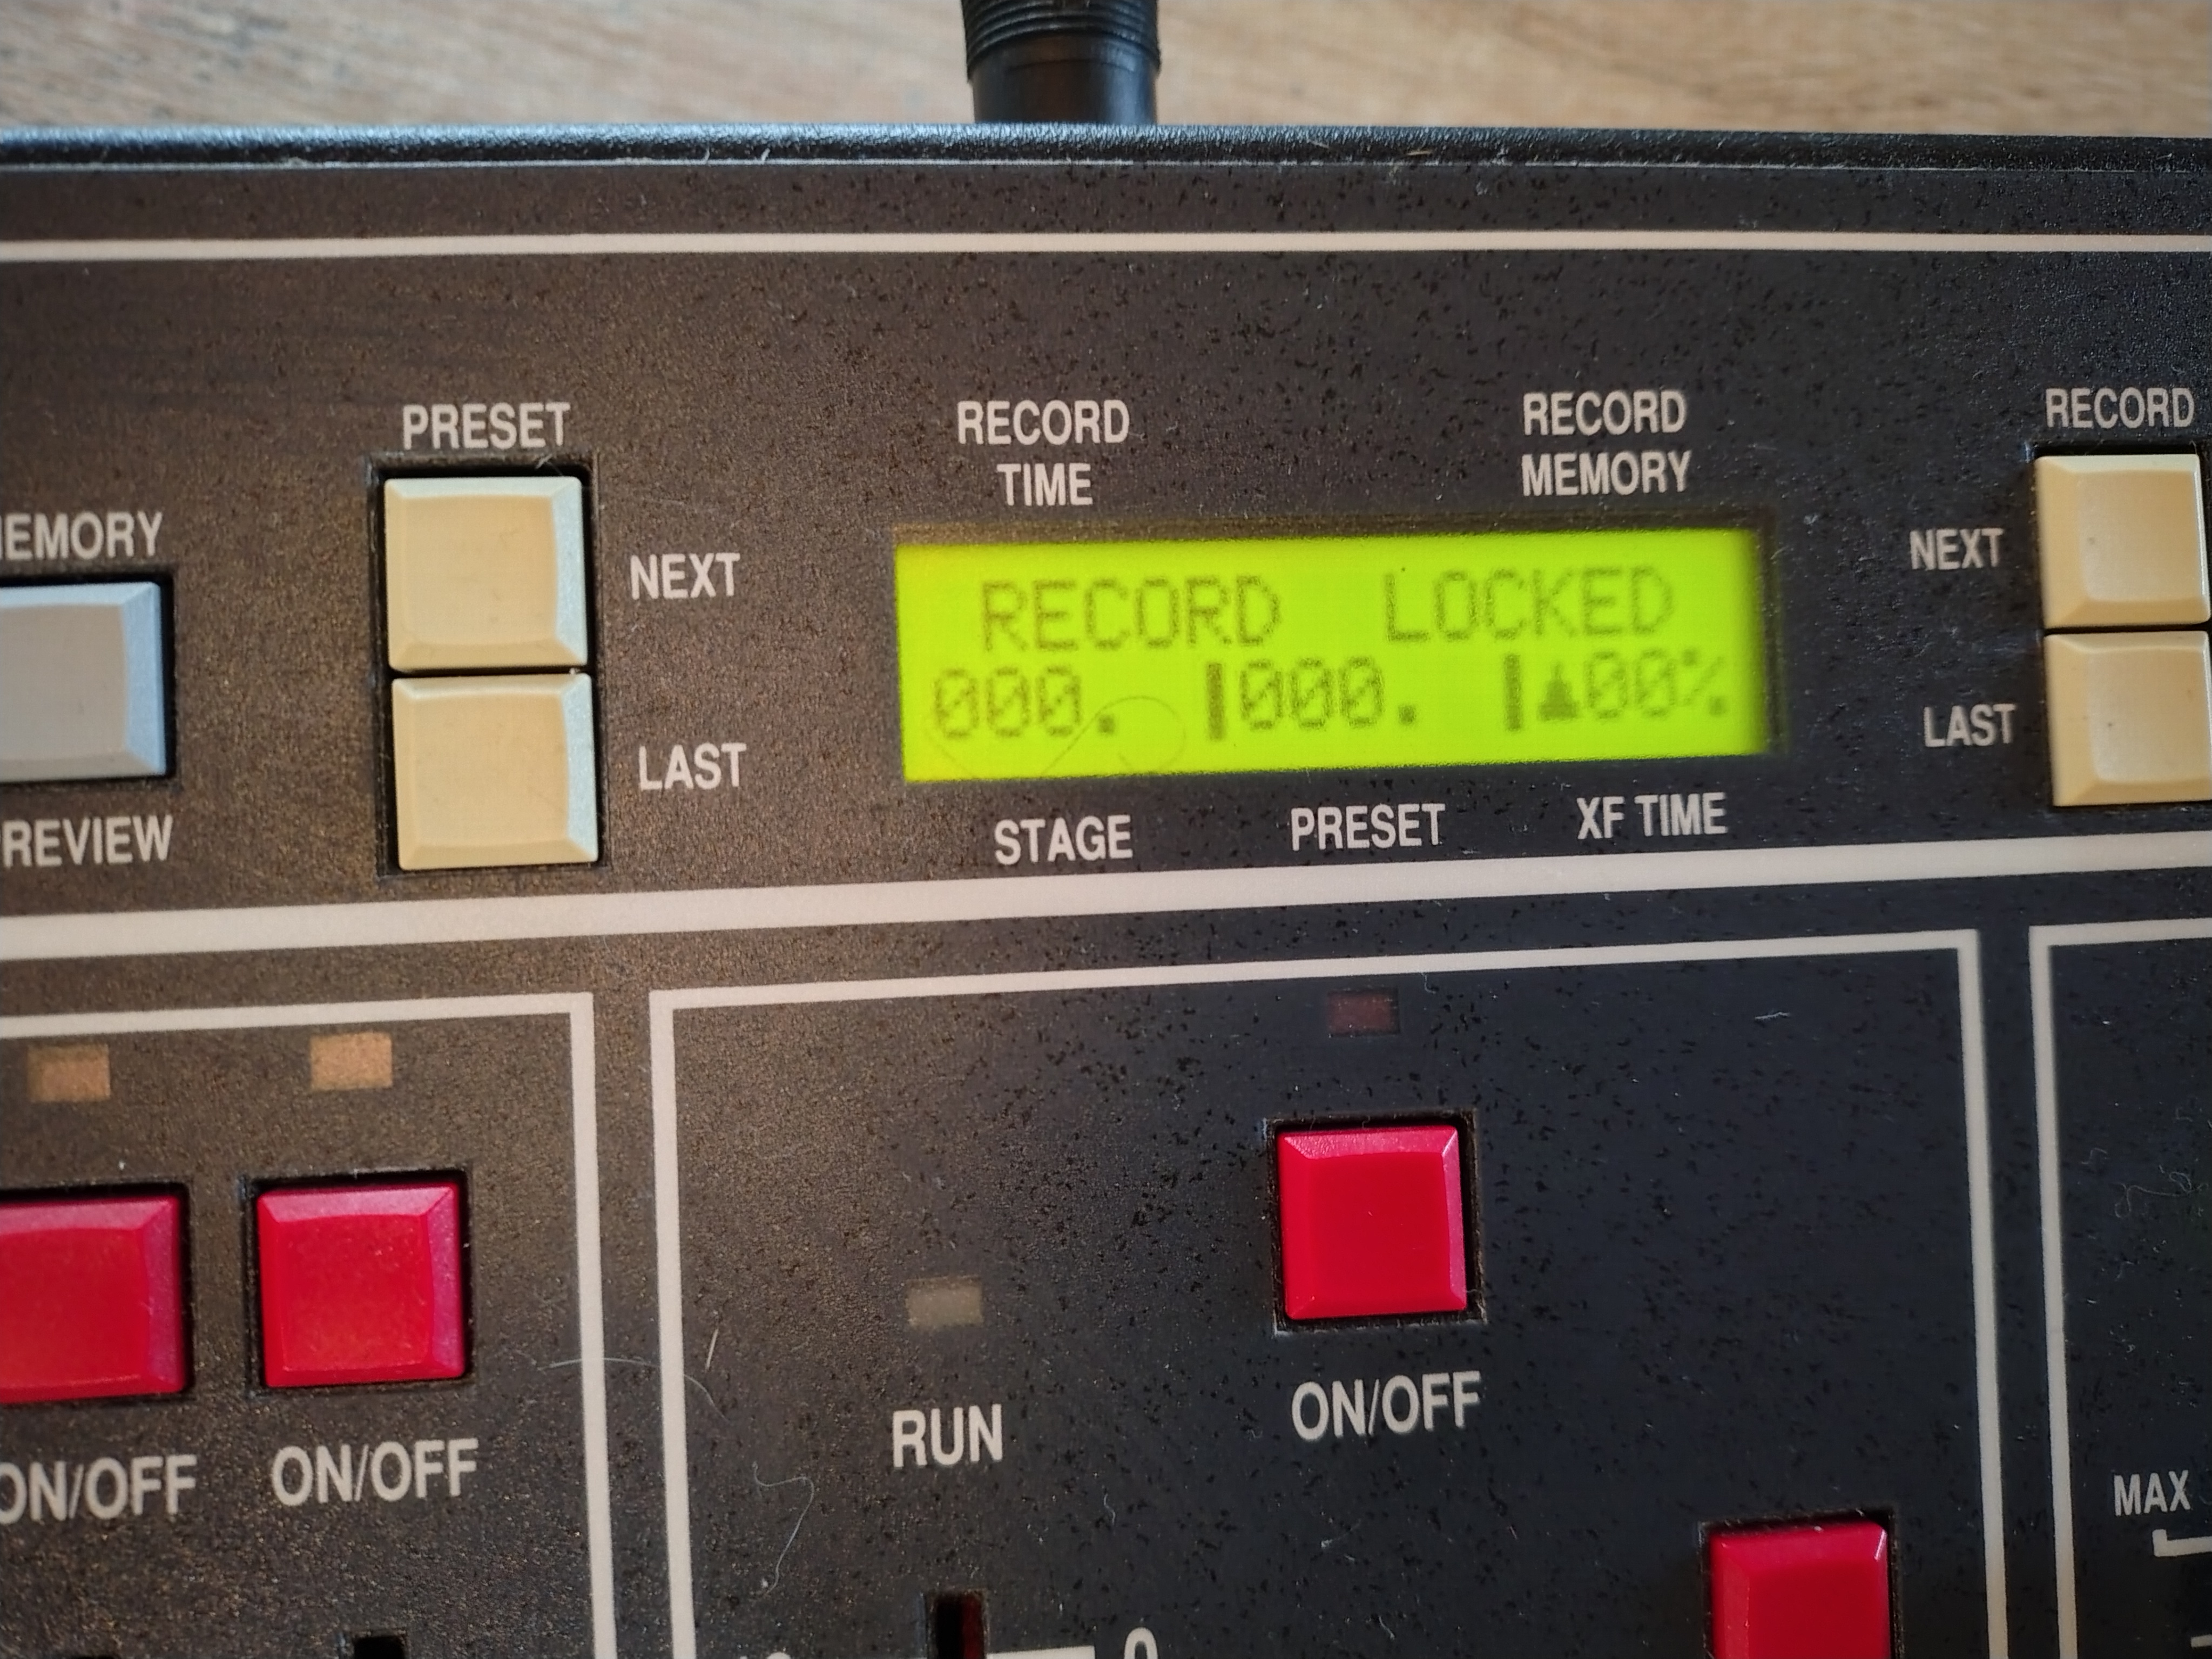 PRESET
RECORD
TIME
RECORD
MEMORY
RECORD
EMORY
NEXT
NEXT
RECORD LOCKED
000. 000. 00%
LAST
LAST
REVIEW
STAGE
PRESET
XF TIME
ON/OFF
RUN
ON/OFF
ON/OFF
MAX
0